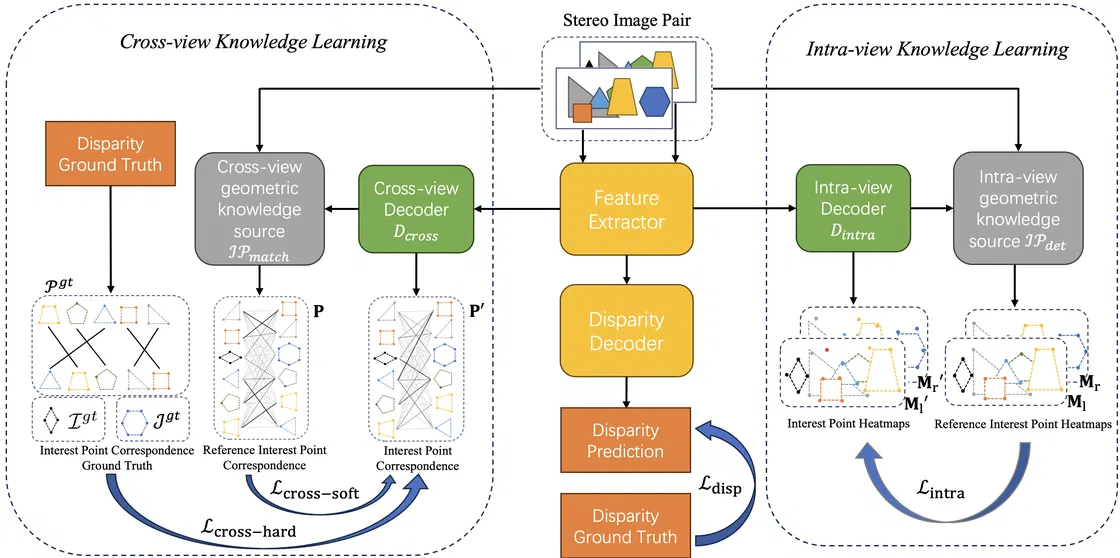 Stereo Image Pair
Cross-view Knowledge Learning
Intra-view Knowledge Learning
Disparity
Ground Truth
Cross-view
geometric
knowledge
source
ℐ𝒫match
Cross-view
Decoder
Dcross
Feature
Extractor
Intra-view
Decoder
Dintra
Intra-view
geometric
knowledge
source ℐ𝒫det
𝒫gt
P
P′
Disparity
Decoder
Mr′
Ml′
Mr
Ml
ℐgt
𝒥gt
Interest Point Correspondence
Ground Truth
Reference Interest Point
Correspondence
Interest Point
Correspondence
Interest Point Heatmaps
Reference Interest Point Heatmaps
Disparity
Prediction
Disparity
Ground Truth
ℒcross−soft
ℒcross−hard
ℒdisp
ℒintra